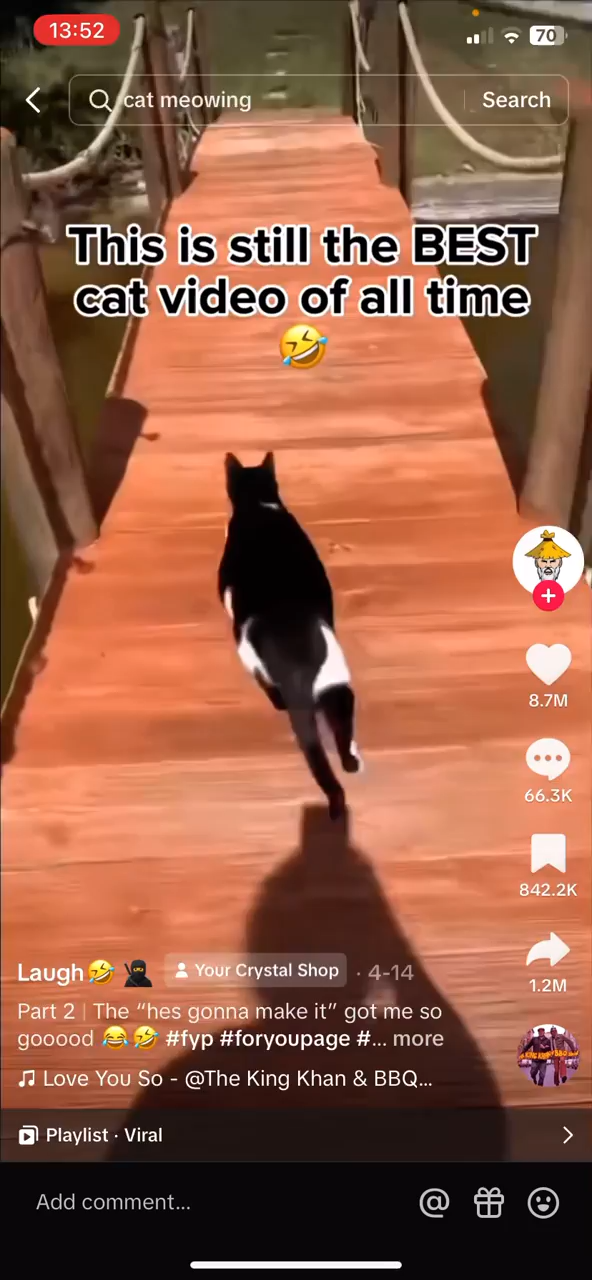 13:52
70
cat meowing
Search
This is still the BEST
cat video of all time
🤣
8.7M
66.3K
842.2K
1.2M
Laugh🤣 🥷 Your Crystal Shop · 4-14
Part 2 | The “hes gonna make it” got me so
gooood 😂🤣 #fyp #foryoupage #... more
Love You So - @The King Khan & BBQ...
Playlist · Viral
Add comment...